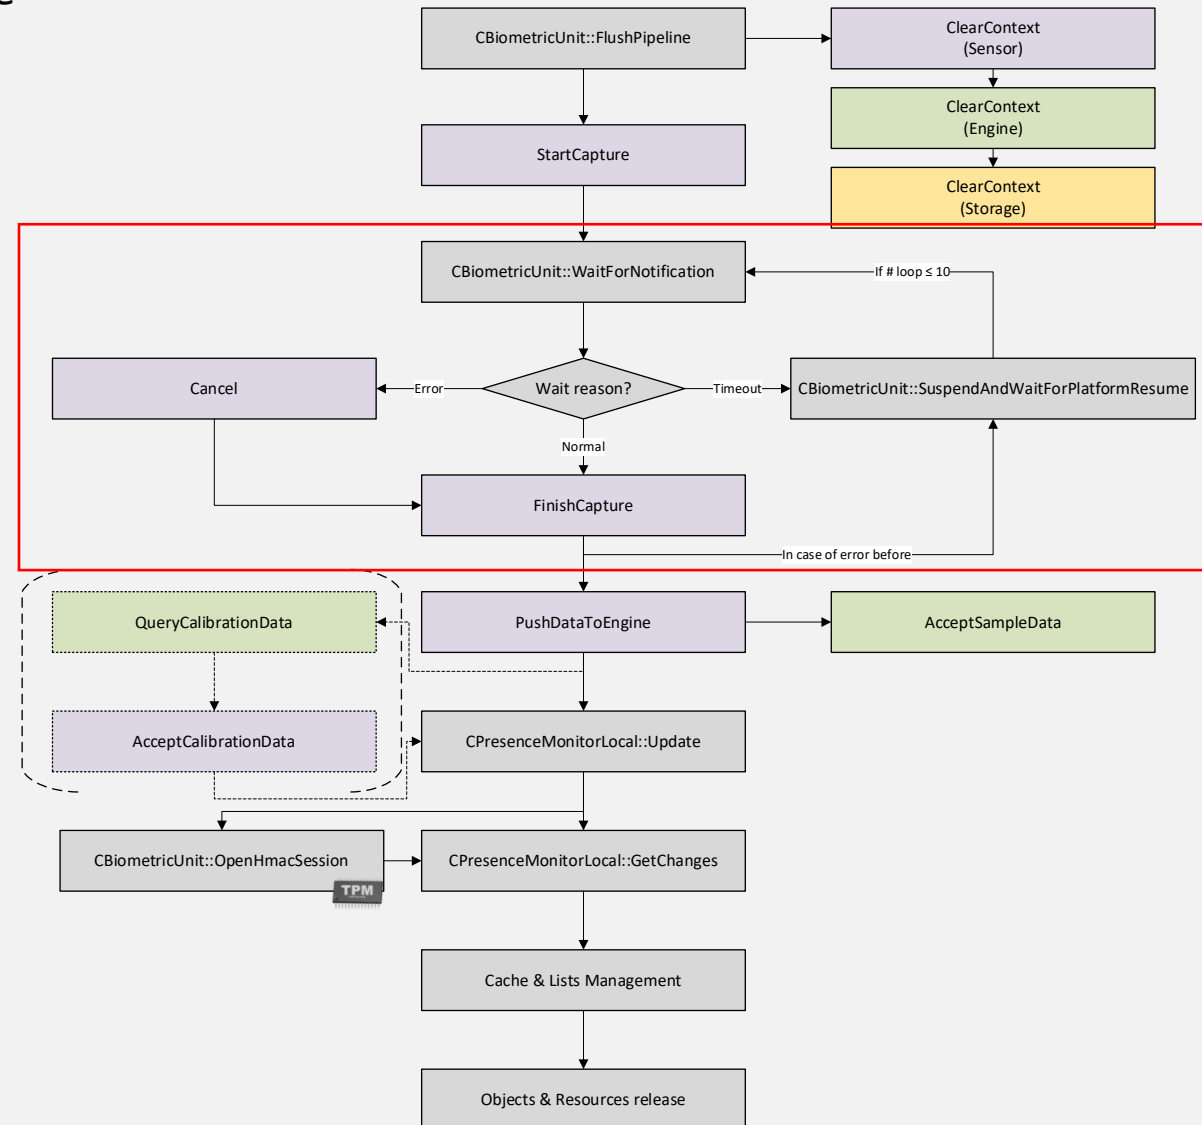 CBiometricUnit::FlushPipeline
ClearContext
(Sensor)
ClearContext
(Engine)
StartCapture
ClearContext
(Storage)
CBiometricUnit::WaitForNotification
If # loop ≤ 10
Cancel
Error
Wait reason?
Timeout
CBiometricUnit::SuspendAndWaitForPlatformResume
Normal
FinishCapture
In case of error before
QueryCalibrationData
PushDataToEngine
AcceptSampleData
AcceptCalibrationData
CPresenceMonitorLocal::Update
CBiometricUnit::OpenHmacSession
TPM
CPresenceMonitorLocal::GetChanges
Cache & Lists Management
Objects & Resources release